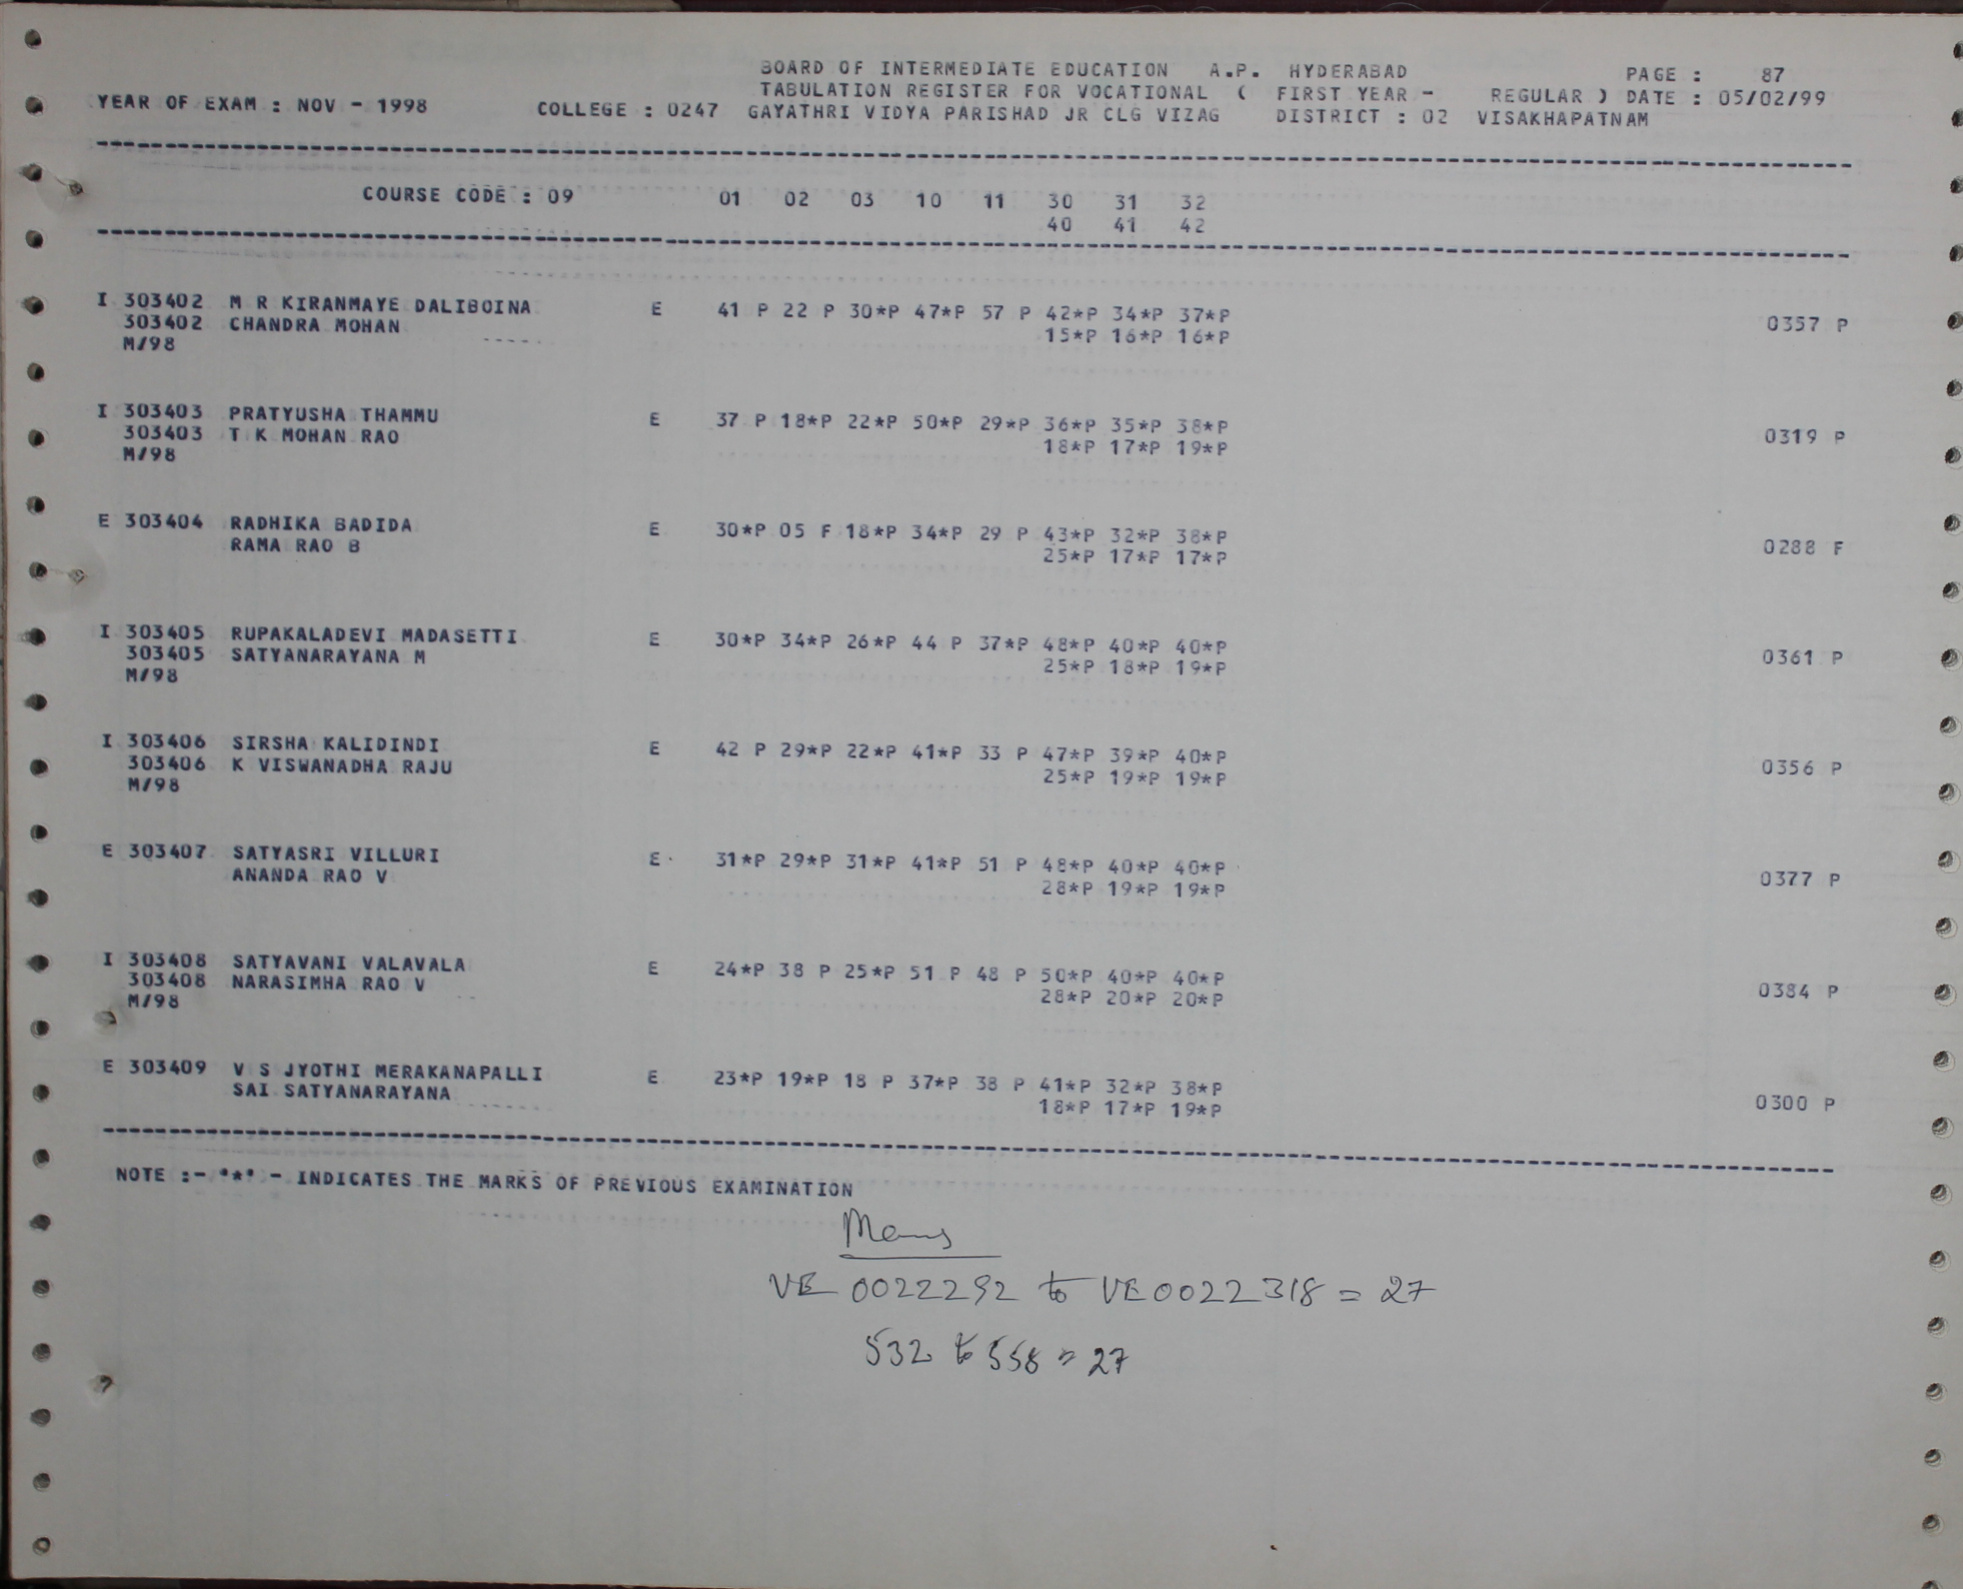 BOARD OF INTERMEDIATE EDUCATION A.P. HYDERABAD PAGE : 87
TABULATION REGISTER FOR VOCATIONAL ( FIRST YEAR - REGULAR ) DATE : 05/02/99
YEAR OF EXAM : NOV - 1998 COLLEGE : 0247 GAYATHRI VIDYA PARISHAD JR CLG VIZAG DISTRICT : 02 VISAKHAPATNAM
COURSE CODE : 09 01 02 03 10 11 30 31 32
40 41 42
I 303402 M R KIRANMAYE DALIBOINA E 41 P 22 P 30*P 47*P 57 P 42*P 34*P 37*P
303402 CHANDRA MOHAN 15*P 16*P 16*P 0357 P
M/98
I 303403 PRATYUSHA THAMMU E 37 P 18*P 22*P 50*P 29*P 36*P 35*P 38*P
303403 T K MOHAN RAO 18*P 17*P 19*P 0319 P
M/98
E 303404 RADHIKA BADIDA E 30*P 05 F 18*P 34*P 29 P 43*P 32*P 38*P
RAMA RAO B 25*P 17*P 17*P 0288 F
I 303405 RUPAKALADEVI MADASETTI E 30*P 34*P 26*P 44 P 37*P 48*P 40*P 40*P
303405 SATYANARAYANA M 25*P 18*P 19*P 0361 P
M/98
I 303406 SIRSHA KALIDINDI E 42 P 29*P 22*P 41*P 33 P 47*P 39*P 40*P
303406 K VISWANADHA RAJU 25*P 19*P 19*P 0356 P
M/98
E 303407 SATYASRI VILLURI E 31*P 29*P 31*P 41*P 51 P 48*P 40*P 40*P
ANANDA RAO V 28*P 19*P 19*P 0377 P
I 303408 SATYAVANI VALAVALA E 24*P 38 P 25*P 51 P 48 P 50*P 40*P 40*P
303408 NARASIMHA RAO V 28*P 20*P 20*P 0384 P
M/98
E 303409 V S JYOTHI MERAKANAPALLI E 23*P 19*P 18 P 37*P 38 P 41*P 32*P 38*P
SAI SATYANARAYANA 18*P 17*P 19*P 0300 P
NOTE :- '*' - INDICATES THE MARKS OF PREVIOUS EXAMINATION
VE 0022292 to VE 0022318 = 27
532 to 558 = 27